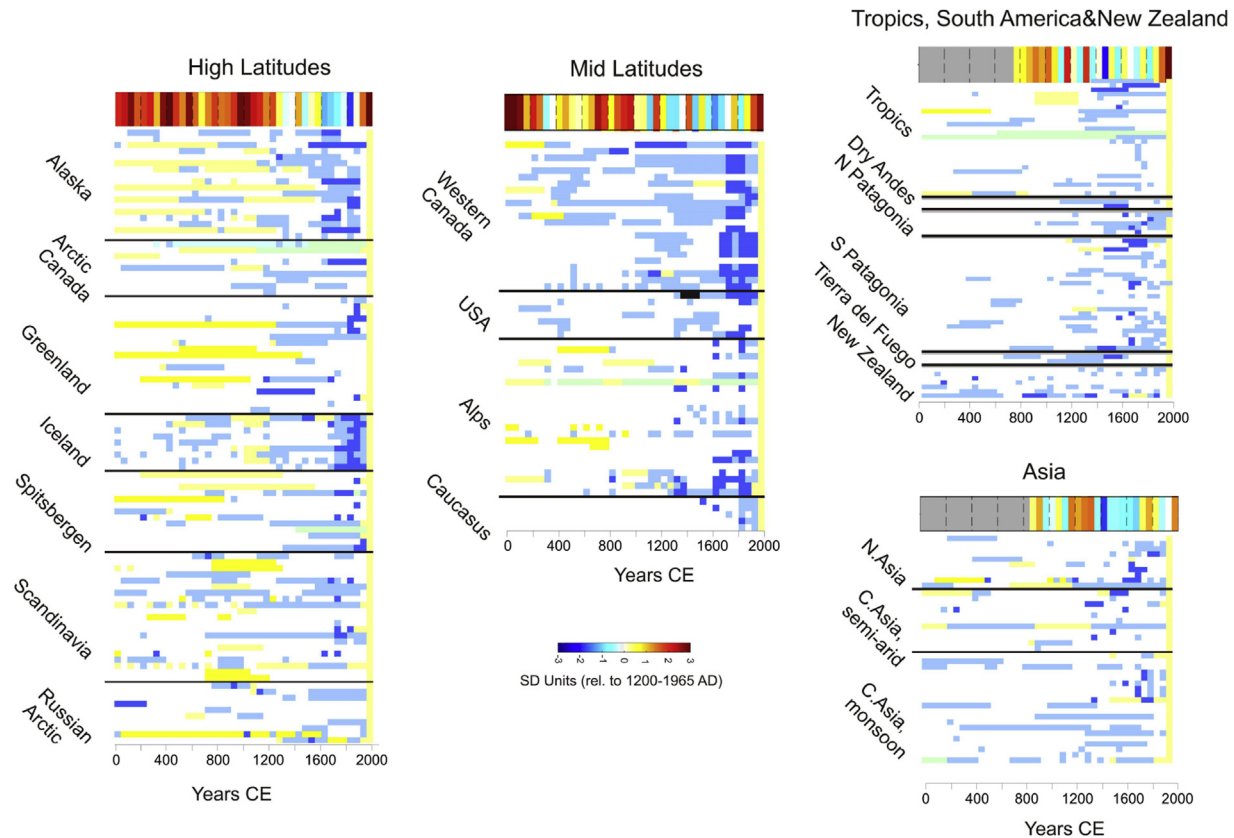 High Latitudes
Alaska
Arctic
Canada
Greenland
Iceland
Spitsbergen
Scandinavia
Russian
Arctic
0 400 800 1200 1600 2000
Years CE
Mid Latitudes
Western
Canada
USA
Alps
Caucasus
0 400 800 1200 1600 2000
Years CE
-3 -2 -1 0 1 2 3
SD Units (rel. to 1200-1965 AD)
Tropics, South America&New Zealand
Tropics
Dry Andes
N Patagonia
S Patagonia
Tierra del Fuego
New Zealand
0 400 800 1200 1600 2000
Asia
N.Asia
C.Asia,
semi-arid
C.Asia,
monsoon
0 400 800 1200 1600 2000
Years CE